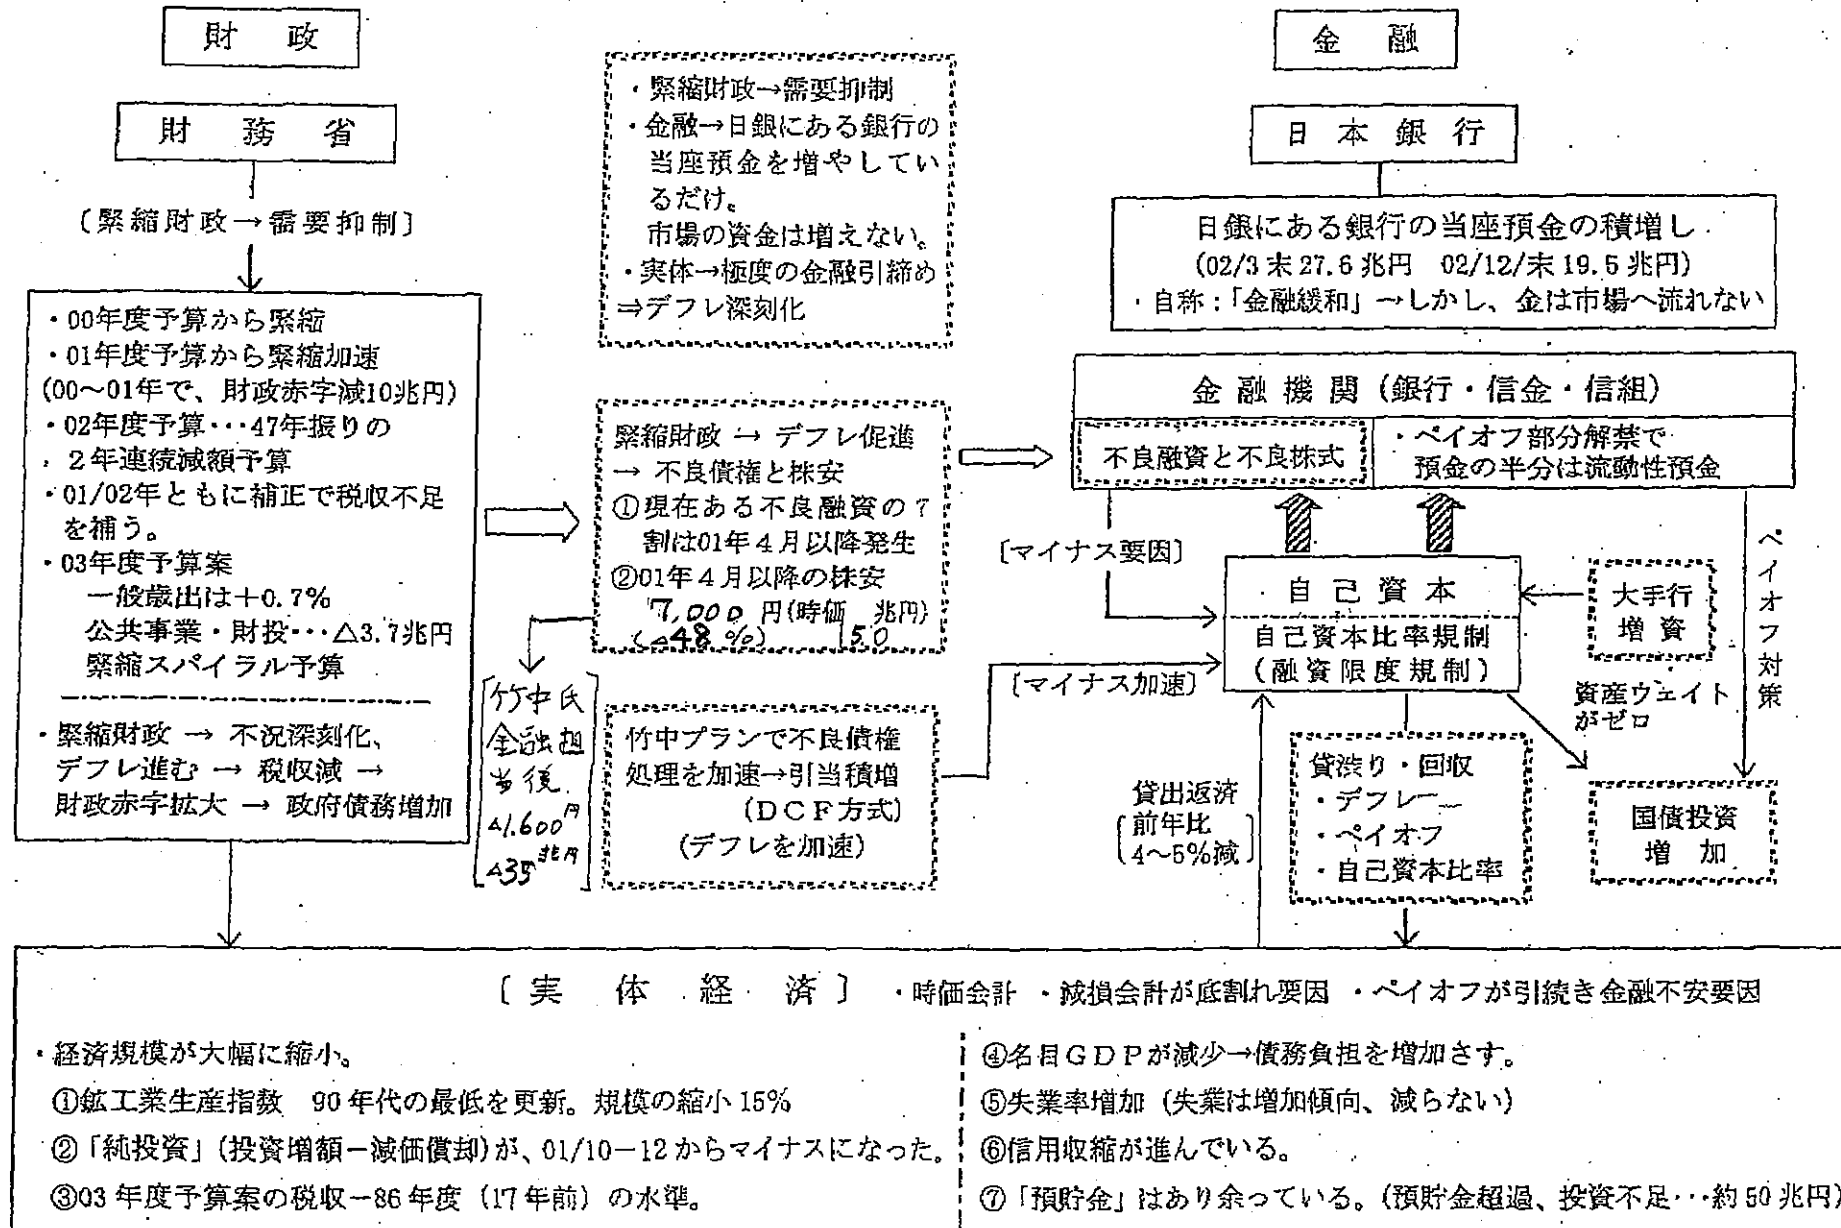 財政
財務省
〔緊縮財政→需要抑制〕
・00年度予算から緊縮
・01年度予算から緊縮加速
(00～01年で、財政赤字減10兆円)
・02年度予算･･･47年振りの
2年連続減額予算
・01/02年ともに補正で税収不足
を補う。
・03年度予算案
一般歳出は＋0.7％
公共事業・財投･･･△3.7兆円
緊縮スパイラル予算
・緊縮財政 → 不況深刻化、
デフレ進む → 税収減 →
財政赤字拡大 → 政府債務増加
・緊縮財政→需要抑制
・金融→日銀にある銀行の
当座預金を増やしてい
るだけ。
市場の資金は増えない。
・実体→極度の金融引締め
⇒デフレ深刻化
緊縮財政 → デフレ促進
→ 不良債権と株安
①現在ある不良融資の7
割は01年4月以降発生
②01年4月以降の株安
7,000円(時価 兆円)
(△48％) 150
竹中氏
金融担
当後
△1,600円
△35兆円
竹中プランで不良債権
処理を加速→引当積増
(DCF方式)
(デフレを加速)
金融
日本銀行
日銀にある銀行の当座預金の積増し
(02/3末27.6兆円 02/12/末19.5兆円)
・自称：「金融緩和」→しかし、金は市場へ流れない
金融機関(銀行・信金・信組)
不良融資と不良株式
・ペイオフ部分解禁で
預金の半分は流動性預金
〔マイナス要因〕
自己資本
自己資本比率規制
(融資限度規制)
大手行
増資
ペイオフ対策
〔マイナス加速〕
資産ウェイト
がゼロ
貸出返済
前年比
4～5％減
貸渋り・回収
・デフレ
・ペイオフ
・自己資本比率
国債投資
増加
〔実体経済〕 ・時価会計 ・減損会計が底割れ要因 ・ペイオフが引続き金融不安要因
・経済規模が大幅に縮小。
①鉱工業生産指数 90年代の最低を更新。規模の縮小15％
②「純投資」(投資増額－減価償却)が、01/10－12からマイナスになった。
③03年度予算案の税収－86年度（17年前）の水準。
④名目GDPが減少→債務負担を増加さす。
⑤失業率増加（失業は増加傾向、減らない）
⑥信用収縮が進んでいる。
⑦「預貯金」はあり余っている。(預貯金超過、投資不足･･･約50兆円)